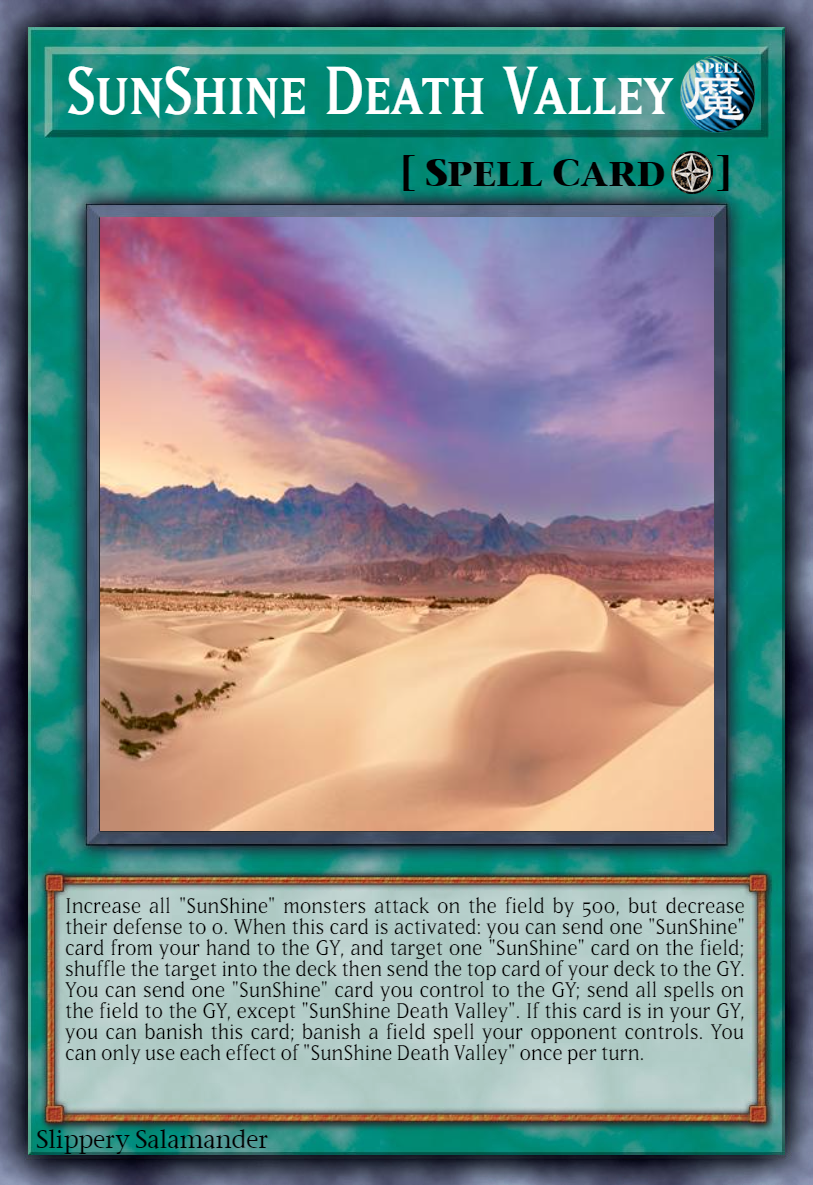 SunShine Death Valley
SPELL
魔
[ Spell Card ]
Increase all "SunShine" monsters attack on the field by 500, but decrease
their defense to 0. When this card is activated: you can send one "SunShine"
card from your hand to the GY, and target one "SunShine" card on the field;
shuffle the target into the deck then send the top card of your deck to the GY.
You can send one "SunShine" card you control to the GY; send all spells on
the field to the GY, except "SunShine Death Valley". If this card is in your GY,
you can banish this card; banish a field spell your opponent controls. You
can only use each effect of "SunShine Death Valley" once per turn.
Slippery Salamander